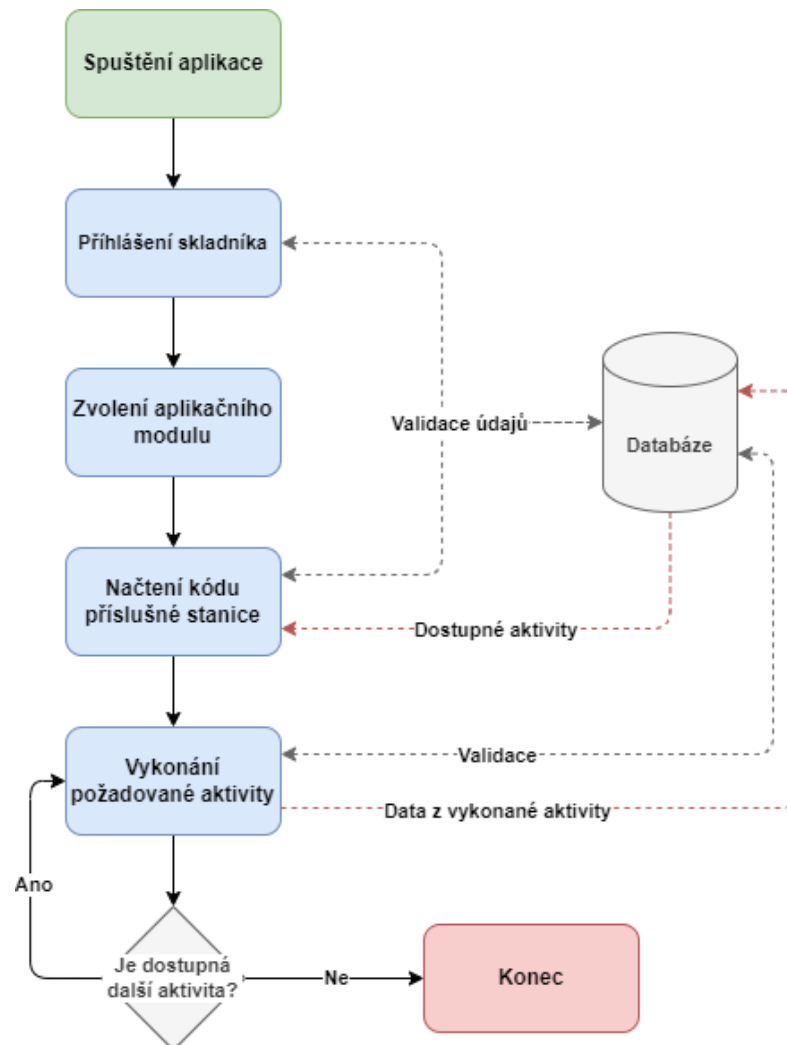 Spuštění aplikace
Příhlášení skladníka
Zvolení aplikačního
modulu
Validace údajů
Databáze
Načtení kódu
příslušné stanice
Dostupné aktivity
Vykonání
požadované aktivity
Validace
Data z vykonané aktivity
Ano
Je dostupná
další aktivita?
Ne
Konec